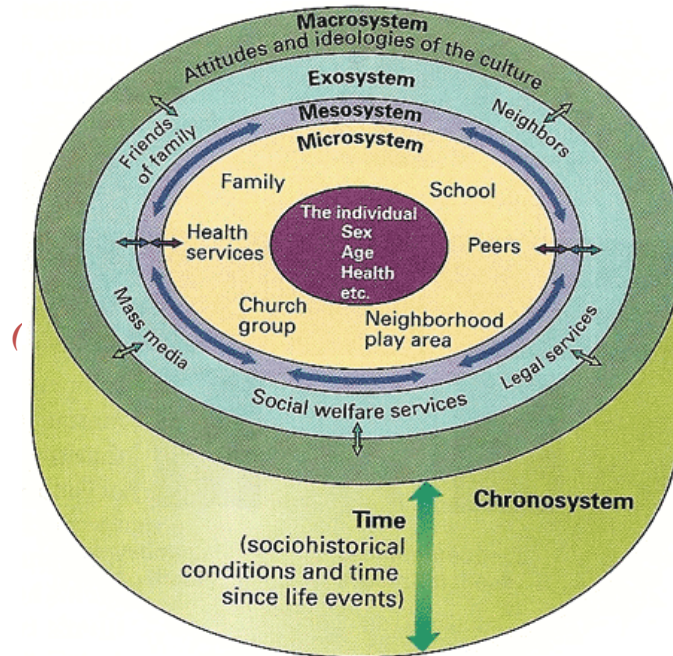 Macrosystem
Attitudes and ideologies of the culture
Exosystem
Mesosystem
Microsystem
Friends
of family
Neighbors
Family
School
The individual
Sex
Age
Health
etc.
Health
services
Peers
Church
group
Neighborhood
play area
Mass media
Social welfare services
Legal services
Chronosystem
Time
(sociohistorical
conditions and time
since life events)